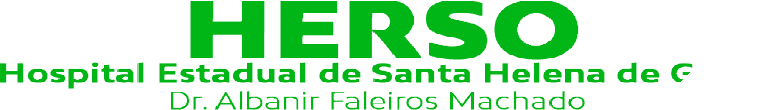 HERSO
Hospital Estadual de Santa Helena de G
Dr. Albanir Faleiros Machado